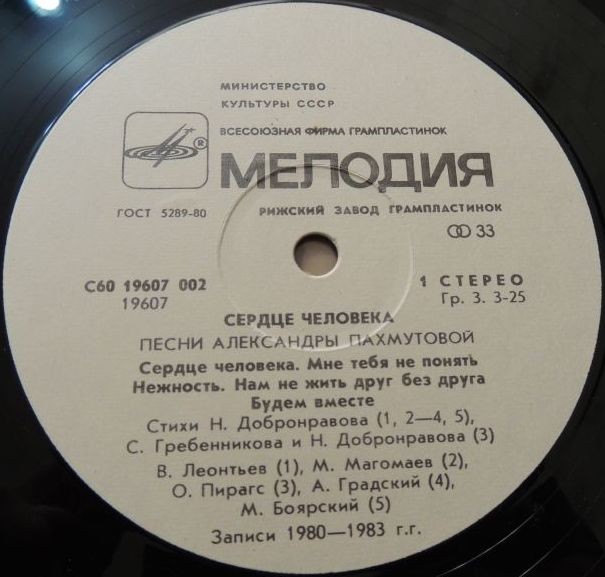 МИНИСТЕРСТВО
КУЛЬТУРЫ СССР
ВСЕСОЮЗНАЯ ФИРМА ГРАМПЛАСТИНОК
®
МЕЛОДИЯ
ГОСТ 5289-80 РИЖСКИЙ ЗАВОД ГРАМПЛАСТИНОК
33
С60 19607 002 1 СТЕРЕО
19607 Гр. 3. 3-25
СЕРДЦЕ ЧЕЛОВЕКА
ПЕСНИ АЛЕКСАНДРЫ ПАХМУТОВОЙ
Сердце человека. Мне тебя не понять
Нежность. Нам не жить друг без друга
Будем вместе
Стихи Н. Добронравова (1, 2—4, 5),
С. Гребенникова и Н. Добронравова (3)
В. Леонтьев (1), М. Магомаев (2),
О. Пирагс (3), А. Градский (4),
М. Боярский (5)
Записи 1980—1983 г.г.